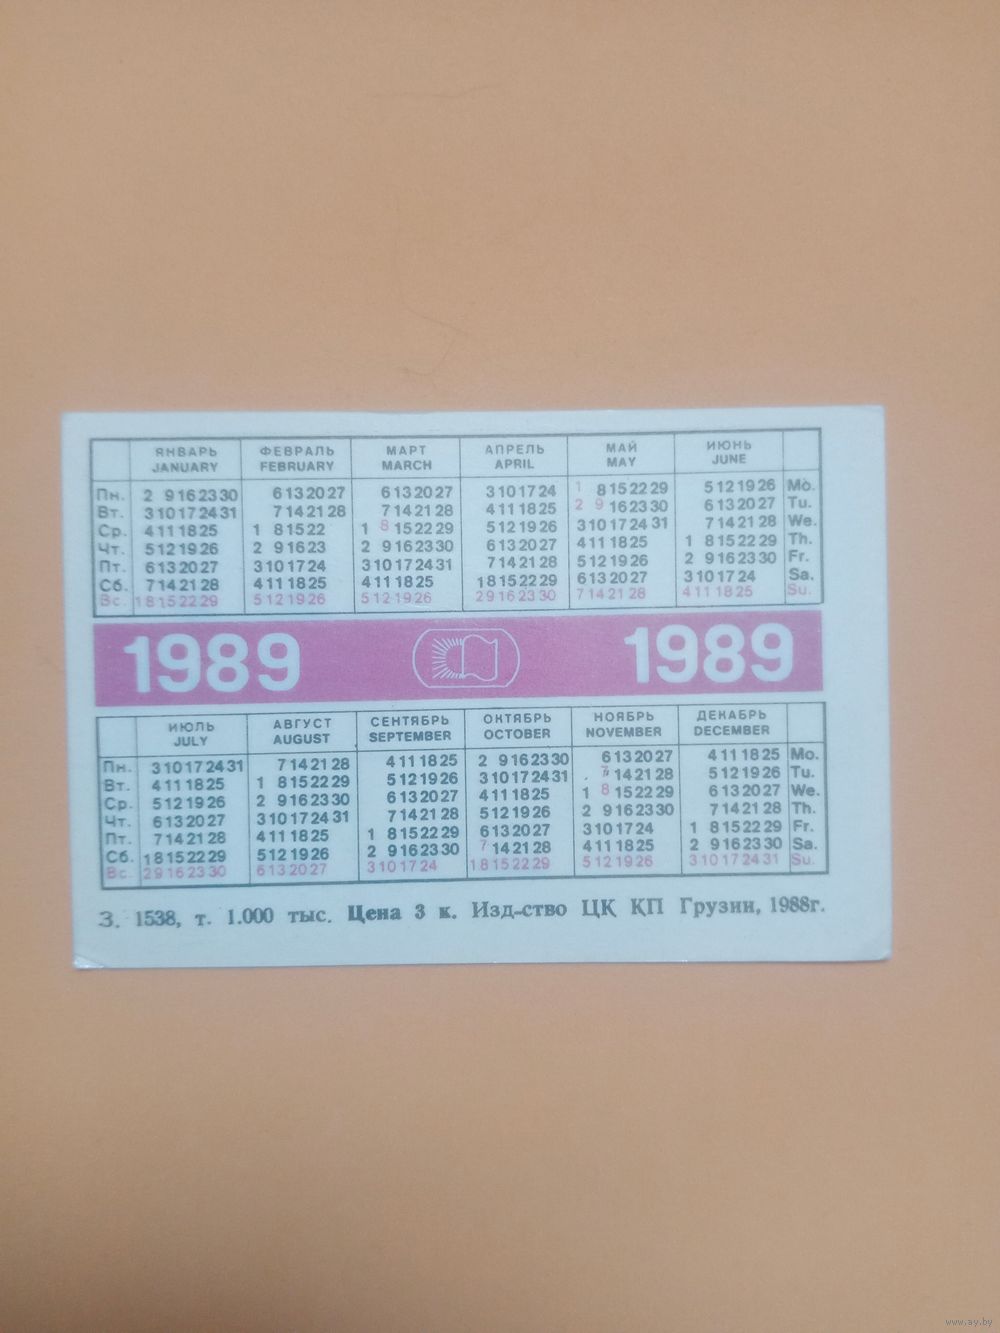 ЯНВАРЬ ФЕВРАЛЬ МАРТ АПРЕЛЬ МАЙ ИЮНЬ
JANUARY FEBRUARY MARCH APRIL MAY JUNE
Пн. 2 9 16 23 30 6 13 20 27 6 13 20 27 3 10 17 24 1 8 15 22 29 5 12 19 26 Mo.
Вт. 3 10 17 24 31 7 14 21 28 7 14 21 28 4 11 18 25 2 9 16 23 30 6 13 20 27 Tu.
Ср. 4 11 18 25 1 8 15 22 1 8 15 22 29 5 12 19 26 3 10 17 24 31 7 14 21 28 We.
Чт. 5 12 19 26 2 9 16 23 2 9 16 23 30 6 13 20 27 4 11 18 25 1 8 15 22 29 Th.
Пт. 6 13 20 27 3 10 17 24 3 10 17 24 31 7 14 21 28 5 12 19 26 2 9 16 23 30 Fr.
Сб. 7 14 21 28 4 11 18 25 4 11 18 25 1 8 15 22 29 6 13 20 27 3 10 17 24 Sa.
Вс. 1 8 15 22 29 5 12 19 26 5 12 19 26 2 9 16 23 30 7 14 21 28 4 11 18 25 Su.
1989 1989
ИЮЛЬ АВГУСТ СЕНТЯБРЬ ОКТЯБРЬ НОЯБРЬ ДЕКАБРЬ
JULY AUGUST SEPTEMBER OCTOBER NOVEMBER DECEMBER
Пн. 3 10 17 24 31 7 14 21 28 4 11 18 25 2 9 16 23 30 6 13 20 27 4 11 18 25 Mo.
Вт. 4 11 18 25 1 8 15 22 29 5 12 19 26 3 10 17 24 31 7 14 21 28 5 12 19 26 Tu.
Ср. 5 12 19 26 2 9 16 23 30 6 13 20 27 4 11 18 25 1 8 15 22 29 6 13 20 27 We.
Чт. 6 13 20 27 3 10 17 24 31 7 14 21 28 5 12 19 26 2 9 16 23 30 7 14 21 28 Th.
Пт. 7 14 21 28 4 11 18 25 1 8 15 22 29 6 13 20 27 3 10 17 24 1 8 15 22 29 Fr.
Сб. 1 8 15 22 29 5 12 19 26 2 9 16 23 30 7 14 21 28 4 11 18 25 2 9 16 23 30 Sa.
Вс. 2 9 16 23 30 6 13 20 27 3 10 17 24 1 8 15 22 29 5 12 19 26 3 10 17 24 31 Su.
З. 1538, т. 1.000 тыс. Цена 3 к. Изд-ство ЦК КП Грузии, 1988г.
www.ay.by